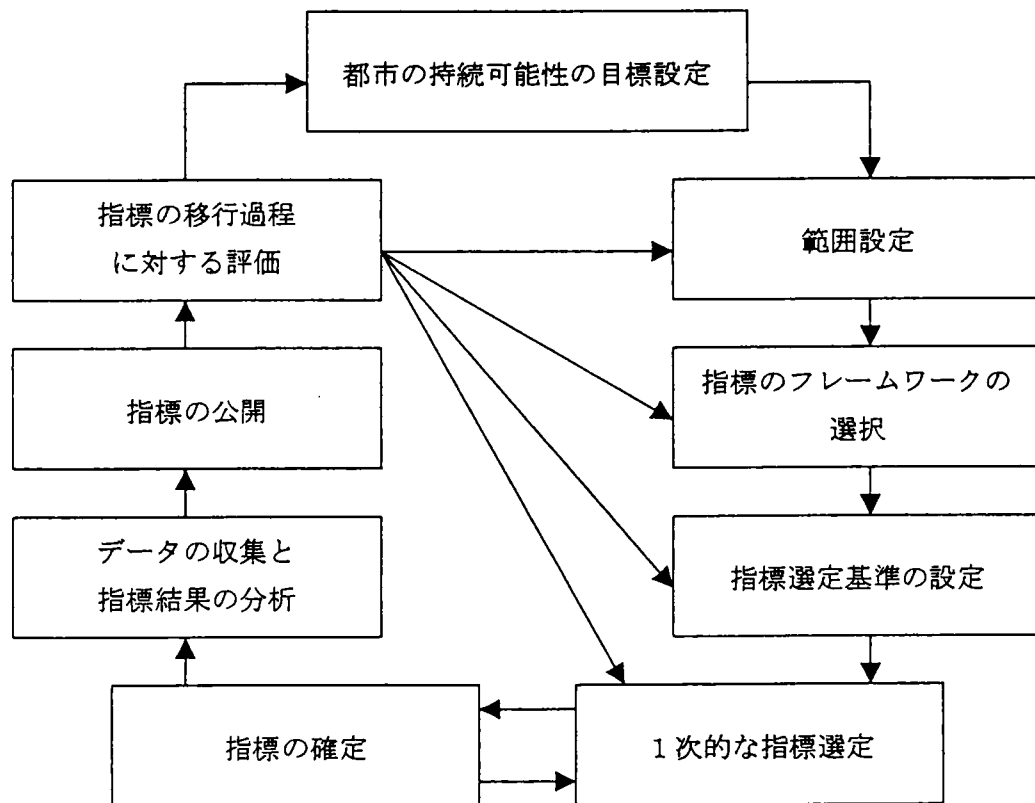 都市の持続可能性の目標設定
指標の移行過程
に対する評価
範囲設定
指標の公開
指標のフレームワークの
選択
データの収集と
指標結果の分析
指標選定基準の設定
指標の確定
1次的な指標選定